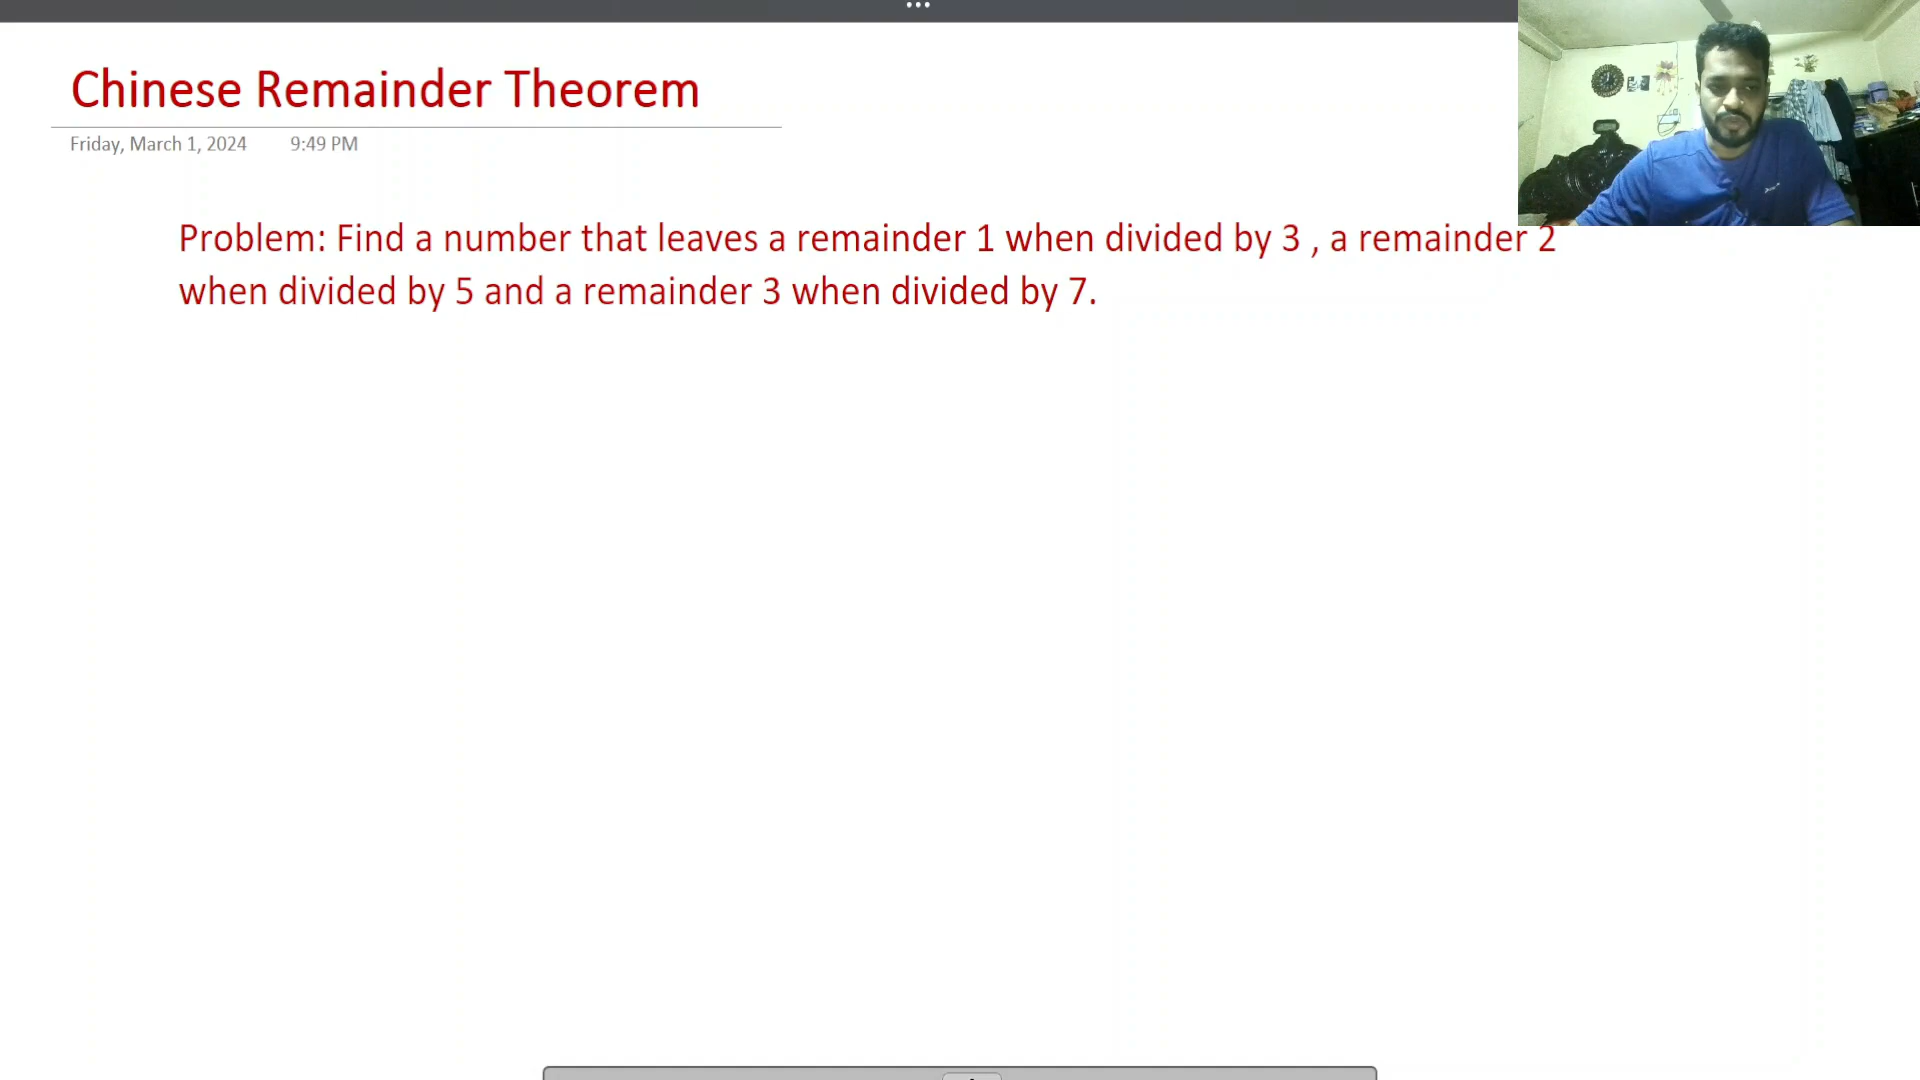 Chinese Remainder Theorem
Friday, March 1, 2024 9:49 PM
Problem: Find a number that leaves a remainder 1 when divided by 3 , a remainder 2
when divided by 5 and a remainder 3 when divided by 7.